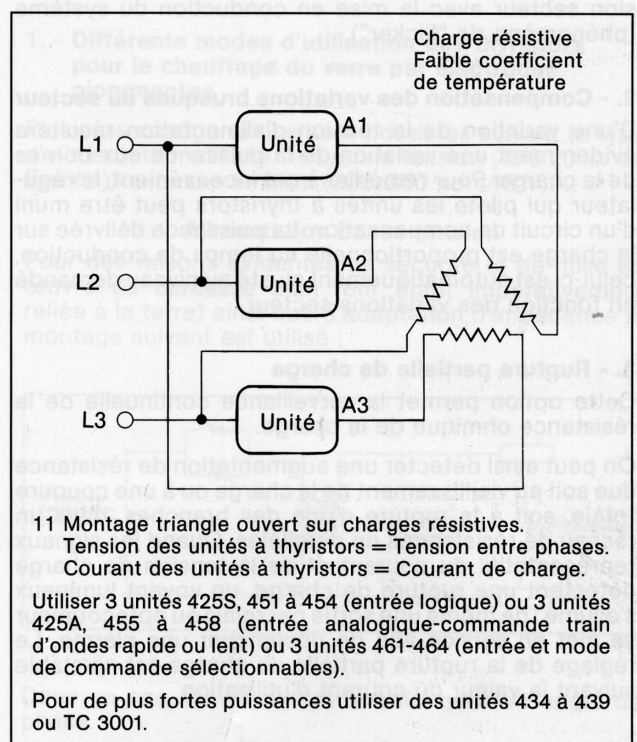 Charge résistive
Faible coefficient
de température
A1
L1
Unité
A2
L2
Unité
A3
L3
Unité
11 Montage triangle ouvert sur charges résistives.
Tension des unités à thyristors = Tension entre phases.
Courant des unités à thyristor = Courant de charge.
Utiliser 3 unités 425S, 451 à 454 (entrée logique) ou 3 unités
425A, 455 à 458 (entrée analogique-commande train
d'ondes rapide ou lent) ou 3 unités 461-464 (entrée et mode
de commande sélectionnables).
Pour de plus fortes puissances utiliser des unités 434 à 439
ou TC 3001.